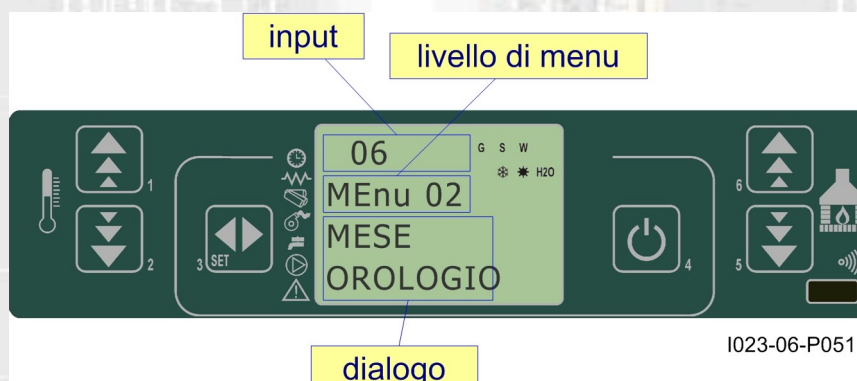 input
livello di menu
06
G S W
H2O
MEnu 02
MESE
OROLOGIO
1
2
3 SET
4
6
5
dialogo
I023-06-P051